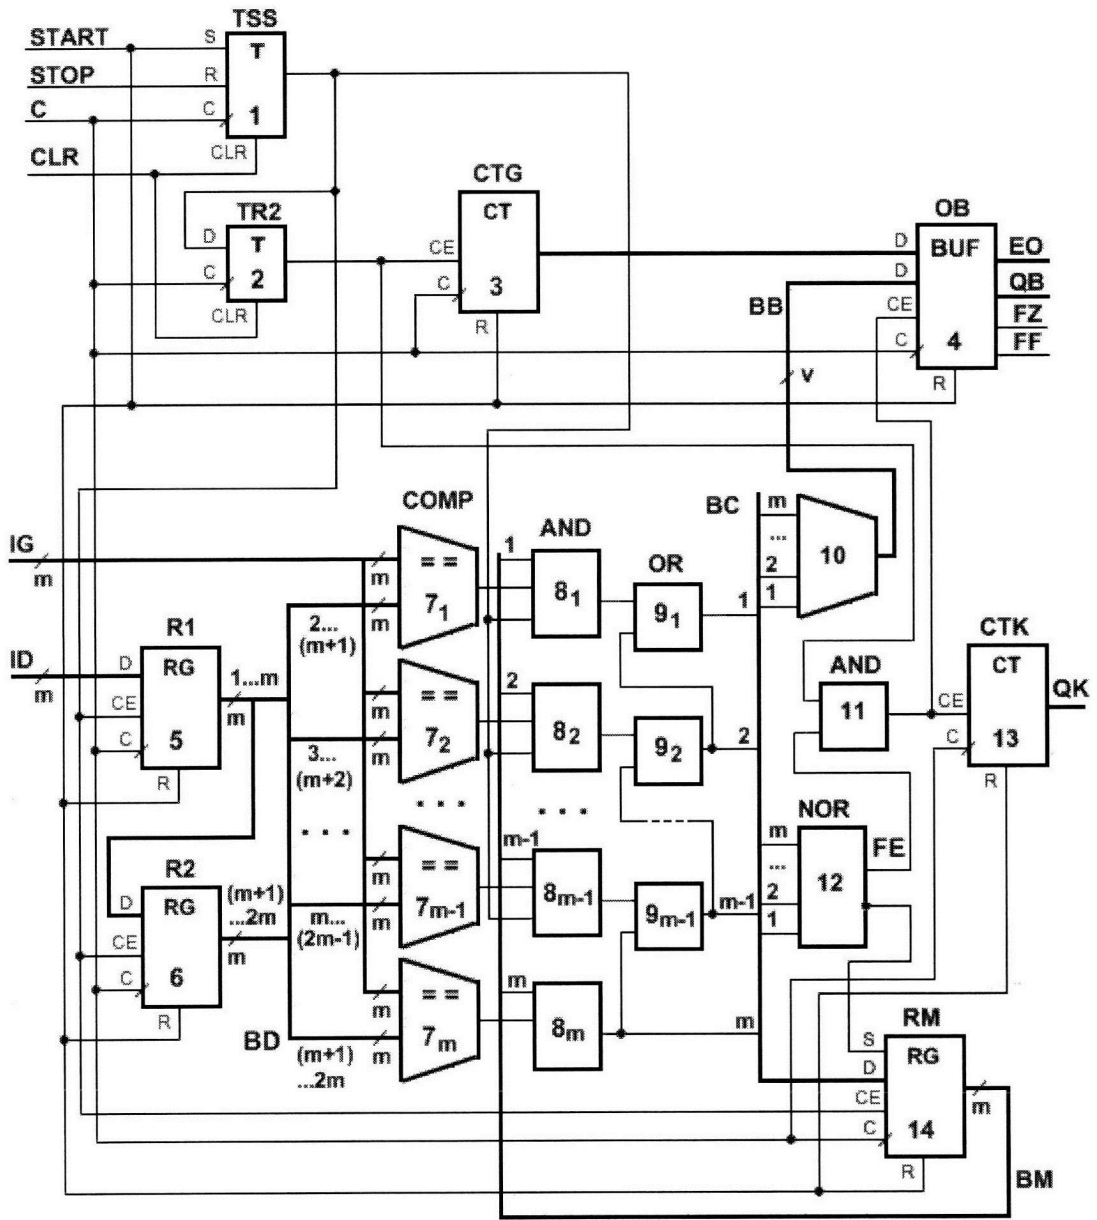 TSS
START
S
T
STOP
R
C
C
1
CLR
CLR
CTG
TR2
CT
OB
D
T
CE
D
BUF
EO
C
2
C
3
D
QB
CLR
R
BB
CE
FZ
C
4
FF
v
R
COMP
BC
m
IG
AND
...
10
m
1
= =
m
8₁
OR
2
1
7₁
9₁
1
R1
2...
(m+1)
m
ID
D
RG
1...m
AND
CTK
m
CE
m
2
= =
11
CE
CT
QK
C
5
m
7₂
8₂
9₂
2
C
13
R
3...
(m+2)
m
R
. . .
. . .
. . .
NOR
m
FE
R2
m-1
...
D
RG
(m+1)
...2m
= =
m
8m-1
12
2
CE
m
7m-1
9m-1
m-1
1
C
6
m...
(2m-1)
m
R
m
= =
m
RM
BD
m
7m
8m
S
RG
(m+1)
...2m
m
D
CE
m
C
14
R
BM